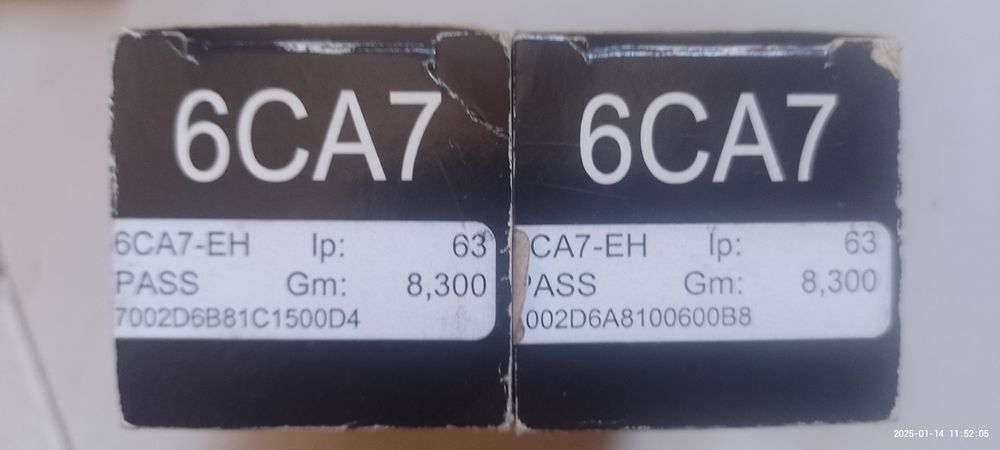 6CA7
6CA7-EH Ip: 63
PASS Gm: 8,300
7002D6B81C1500D4
6CA7
CA7-EH Ip: 63
PASS Gm: 8,300
002D6A8100600B8
2025-01-14 11:52:05